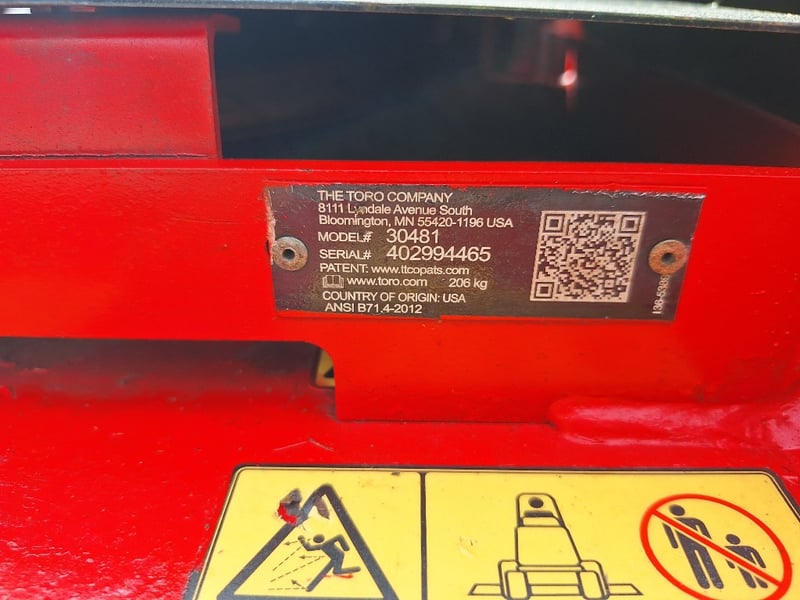 THE TORO COMPANY
8111 Lyndale Avenue South
Bloomington, MN 55420-1196 USA
MODEL# 30481
SERIAL# 402994465
PATENT: www.ttcopats.com
www.toro.com 206 kg
COUNTRY OF ORIGIN: USA
ANSI B71.4-2012